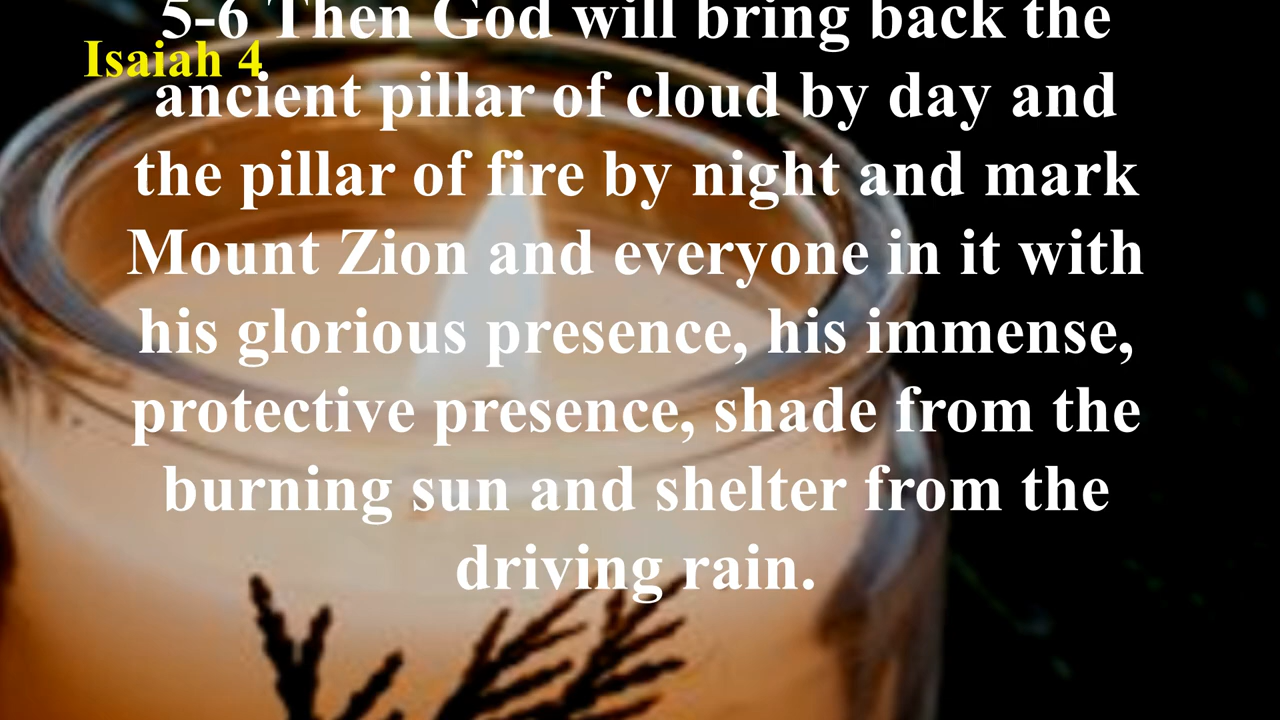 5-6 Then God will bring back the
Isaiah 4
ancient pillar of cloud by day and
the pillar of fire by night and mark
Mount Zion and everyone in it with
his glorious presence, his immense,
protective presence, shade from the
burning sun and shelter from the
driving rain.